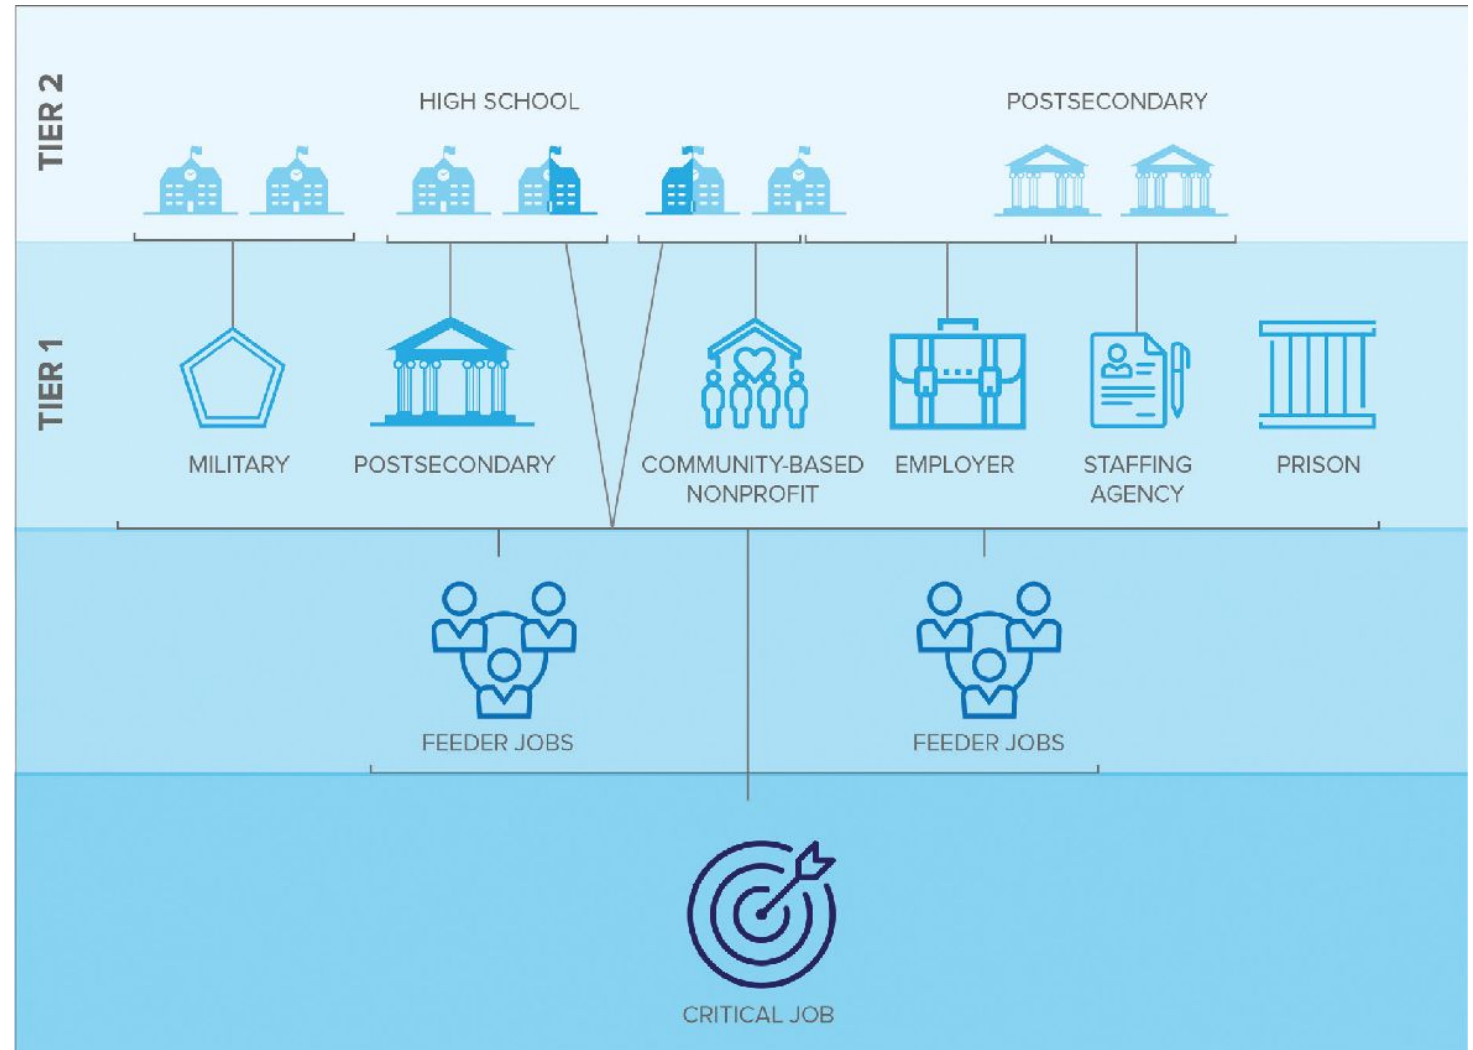 TIER 2
HIGH SCHOOL
POSTSECONDARY
TIER 1
MILITARY
POSTSECONDARY
COMMUNITY-BASED
NONPROFIT
EMPLOYER
STAFFING
AGENCY
PRISON
FEEDER JOBS
FEEDER JOBS
CRITICAL JOB